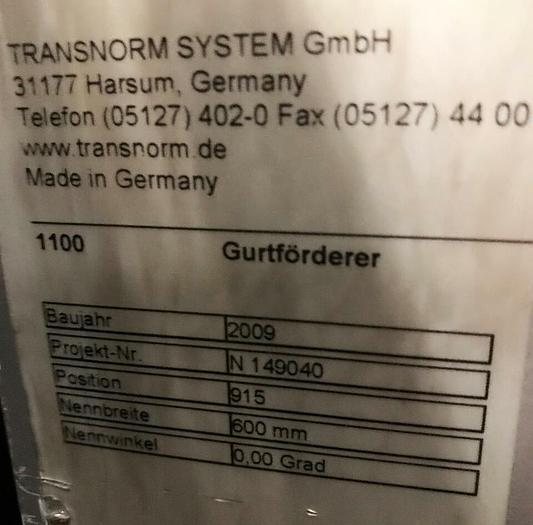 TRANSNORM SYSTEM GmbH
31177 Harsum, Germany
Telefon (05127) 402-0 Fax (05127) 44 00
www.transnorm.de
Made in Germany
1100 Gurtförderer
Baujahr 2009
Projekt-Nr. N 149040
Position 915
Nennbreite 600 mm
Nennwinkel 0,00 Grad